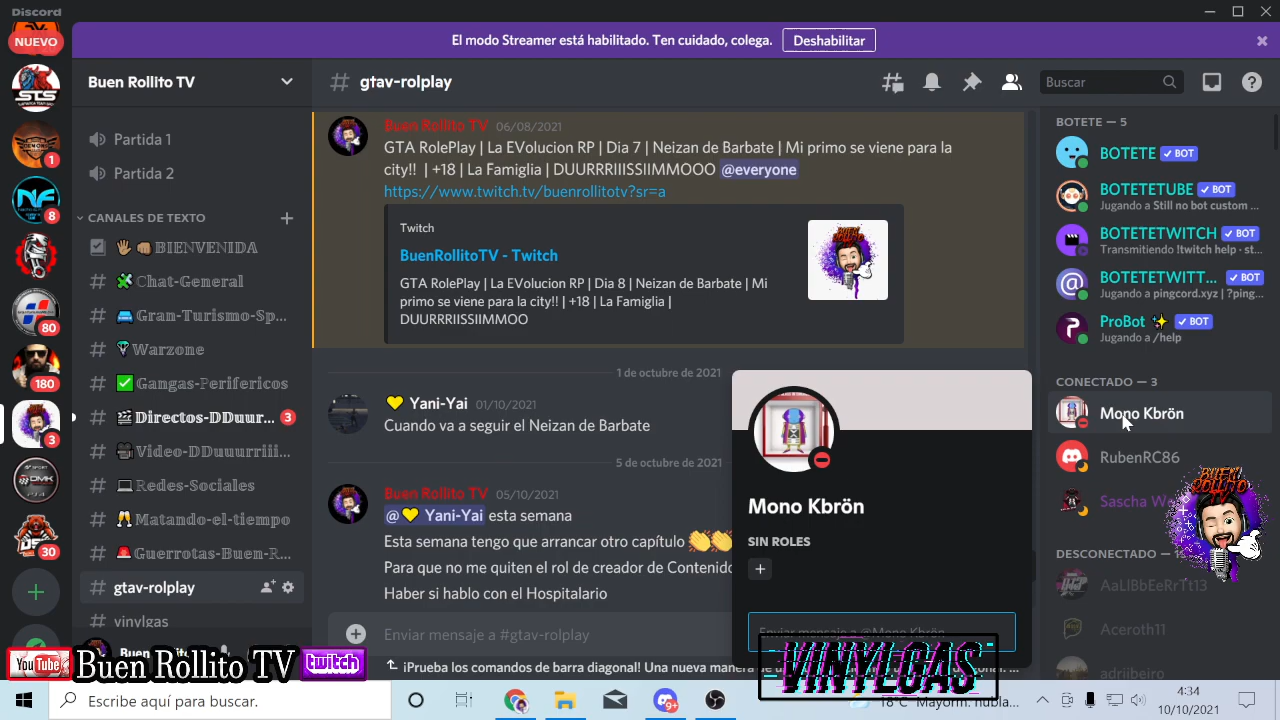 Discord
NUEVO
El modo Streamer está habilitado. Ten cuidado, colega.
Deshabilitar
Buen Rollito TV
gtav-rolplay
Buscar
1
8
80
180
3
30
Partida 1
Partida 2
CANALES DE TEXTO
BIENVENIDA
Chat-General
Gran-Turismo-Sp...
Warzone
Gangas-Perifericos
Directos-DDuur... 3
Video-DDuuurriii...
Redes-Sociales
Matando-el-tiempo
Guerrotas-Buen-R...
gtav-rolplay
vinylgas
Buen Rollito TV 06/08/2021
GTA RolePlay | La EVolucion RP | Dia 7 | Neizan de Barbate | Mi primo se viene para la
city!! | +18 | La Famiglia | DUURRRIIISSIIMMOOO @everyone
https://www.twitch.tv/buenrollitotv?sr=a
Twitch
BuenRollitoTV - Twitch
GTA RolePlay | La EVolucion RP | Dia 8 | Neizan de Barbate | Mi
primo se viene para la city!! | +18 | La Famiglia |
DUURRRIISSIIMMOO
1 de octubre de 2021
Yani-Yai 01/10/2021
Cuando va a seguir el Neizan de Barbate
5 de octubre de 2021
Buen Rollito TV 05/10/2021
@💛 Yani-Yai esta semana
Esta semana tengo que arrancar otro capítulo 👏👏
Para que no me quiten el rol de creador de Contenido
Haber si hablo con el Hospitalario
Enviar mensaje a #gtav-rolplay
¡Prueba los comandos de barra diagonal! Una nueva manera de
Mono Kbrön
SIN ROLES
+
Enviar mensaje a @Mono Kbrön
BOTETE — 5
BOTETE ✓ BOT
BOTETETUBE ✓ BOT
Jugando a Still no bot custom ...
BOTETETWITCH ✓ BOT
Transmitiendo !twitch help · st...
BOTETETWITT... ✓ BOT
Jugando a pingcord.xyz | ?ping...
ProBot ✨ ✓ BOT
Jugando a /help
CONECTADO — 3
Mono Kbrön
RubenRC86
Sascha
BUEN
ROLLITO
DESCONECTADO —
AaLlBbEeRrTt13
Aceroth11
adriibeiro
YouTube Buen Rollito TV twitch
VINYLGAS
Escribe aquí para buscar.
9+
18°C Mayorm. nubla...
4:34
10/10/2021